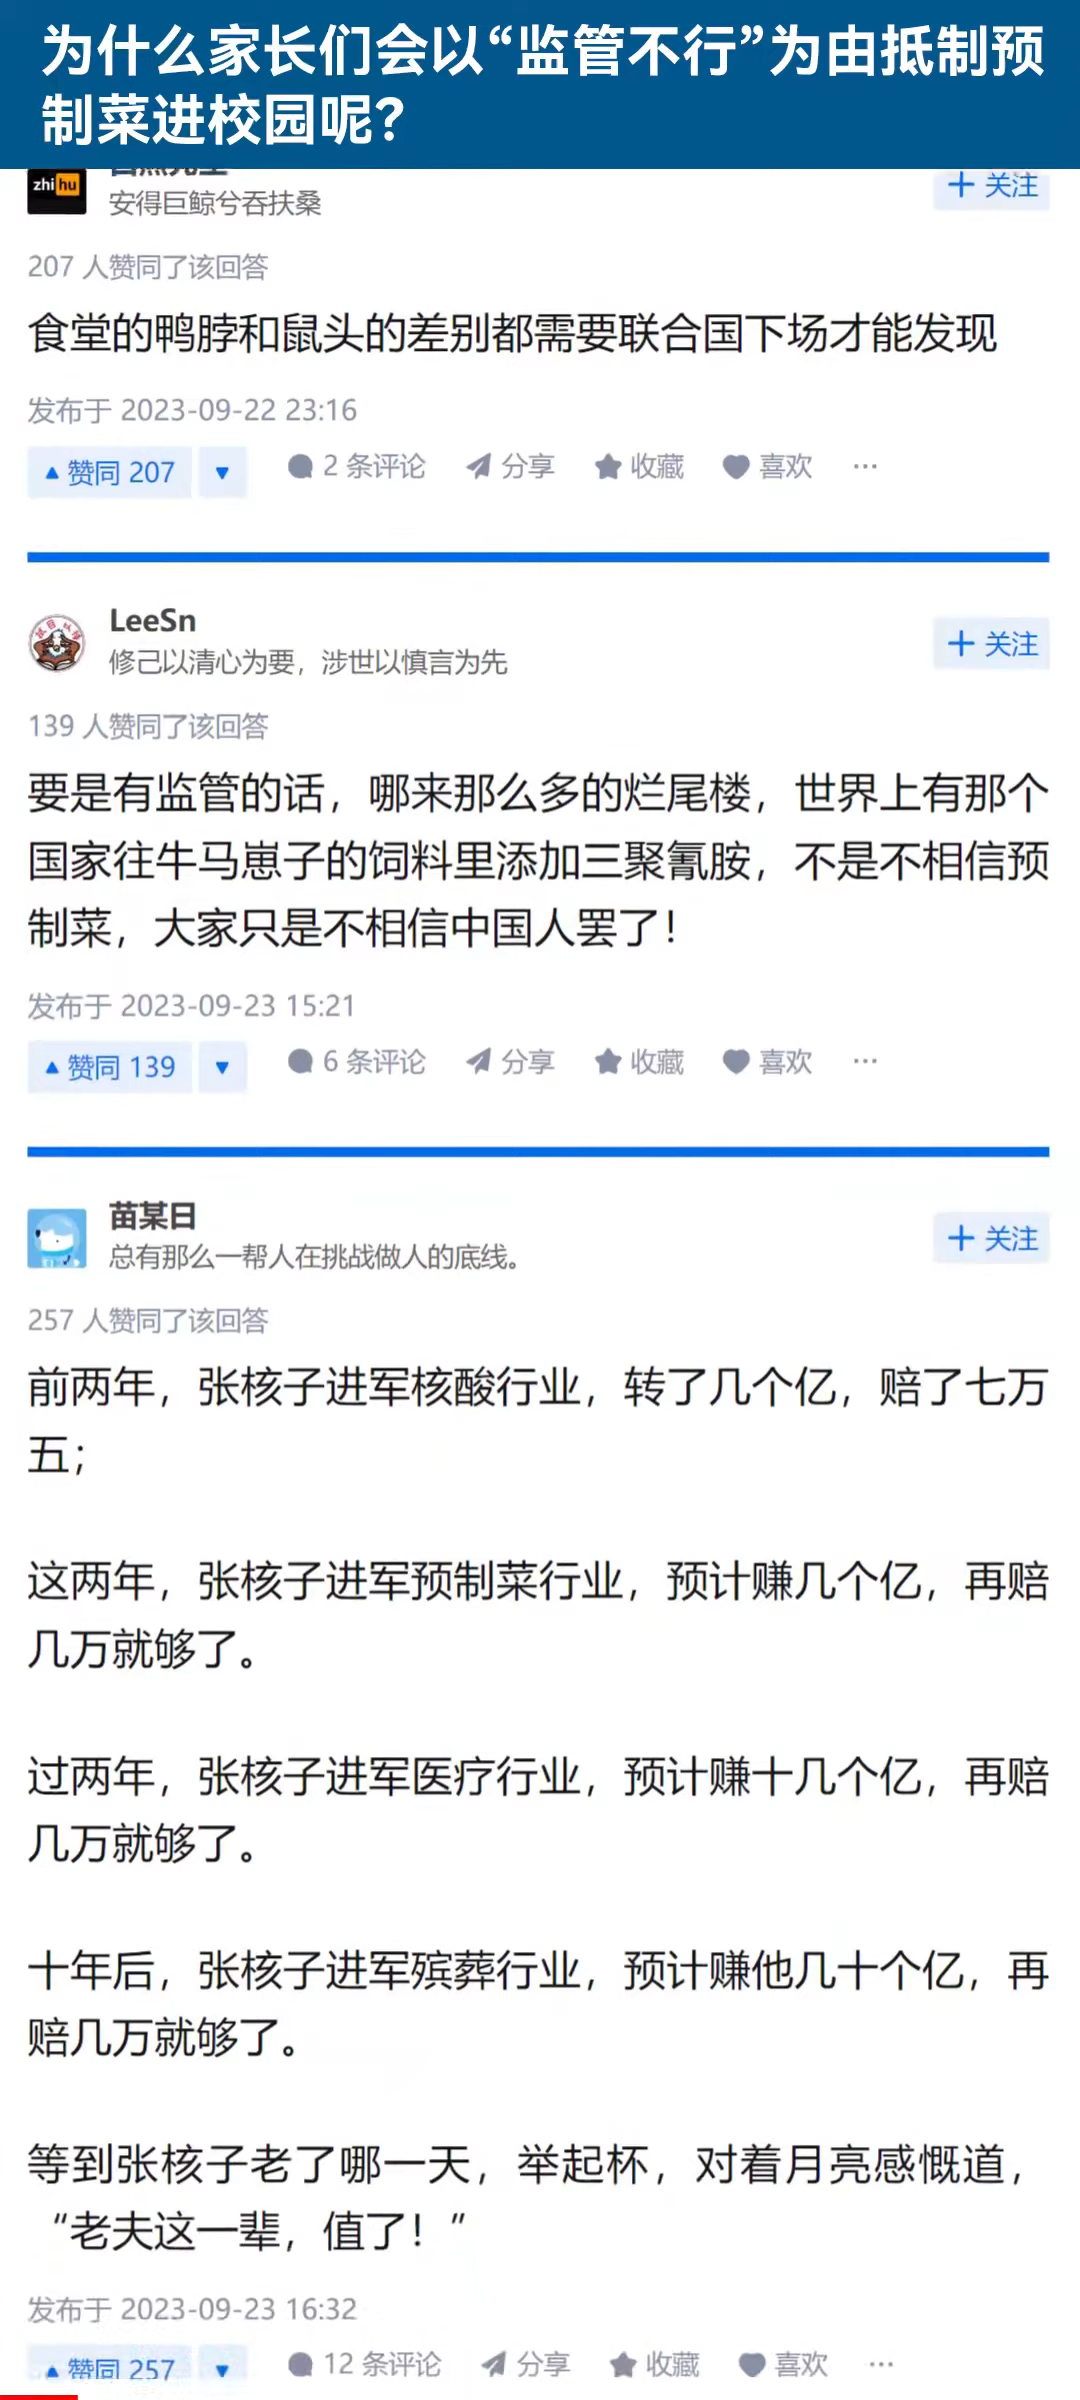 为什么家长们会以“监管不行”为由抵制预
制菜进校园呢?
zhihu
安得巨鲸兮吞扶桑
+ 关注
207 人赞同了该回答
食堂的鸭脖和鼠头的差别都需要联合国下场才能发现
发布于 2023-09-22 23:16
▲ 赞同 207 ▼ 2 条评论 分享 收藏 喜欢 ···
LeeSn
修己以清心为要，涉世以慎言为先
+ 关注
139 人赞同了该回答
要是有监管的话，哪来那么多的烂尾楼，世界上有那个
国家往牛马崽子的饲料里添加三聚氰胺，不是不相信预
制菜，大家只是不相信中国人罢了！
发布于 2023-09-23 15:21
▲ 赞同 139 ▼ 6 条评论 分享 收藏 喜欢 ···
苗某日
总有那么一帮人在挑战做人的底线。
+ 关注
257 人赞同了该回答
前两年，张核子进军核酸行业，转了几个亿，赔了七万
五；
这两年，张核子进军预制菜行业，预计赚几个亿，再赔
几万就够了。
过两年，张核子进军医疗行业，预计赚十几个亿，再赔
几万就够了。
十年后，张核子进军殡葬行业，预计赚他几十个亿，再
赔几万就够了。
等到张核子老了哪一天，举起杯，对着月亮感慨道，
“老夫这一辈，值了！”
发布于 2023-09-23 16:32
▲ 赞同 257 ▼ 12 条评论 分享 收藏 喜欢 ···